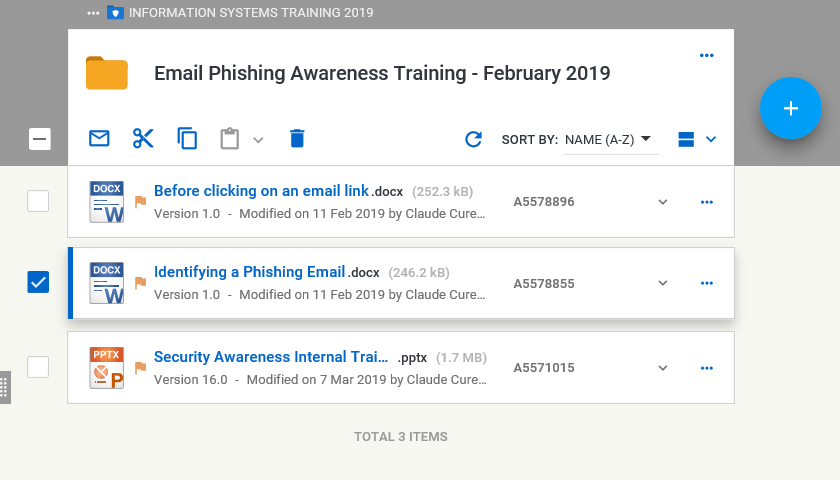 INFORMATION SYSTEMS TRAINING 2019
Email Phishing Awareness Training - February 2019
SORT BY: NAME (A-Z)
DOCX W Before clicking on an email link.docx (252.3 kB)
Version 1.0 - Modified on 11 Feb 2019 by Claude Cure...
A5578896
DOCX W Identifying a Phishing Email.docx (246.2 kB)
Version 1.0 - Modified on 11 Feb 2019 by Claude Cure...
A5578855
PPTX P Security Awareness Internal Trai... .pptx (1.7 MB)
Version 16.0 - Modified on 7 Mar 2019 by Claude Cure...
A5571015
TOTAL 3 ITEMS